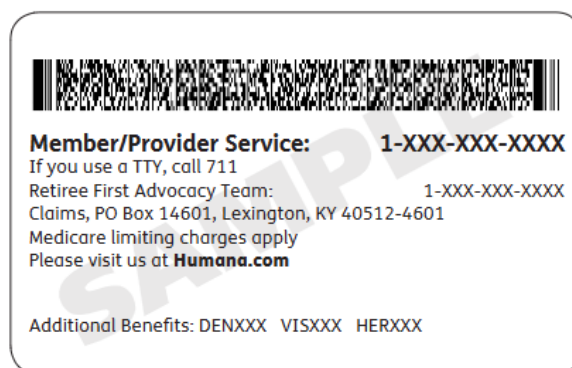 Member/Provider Service: 1-XXX-XXX-XXXX
If you use a TTY, call 711
Retiree First Advocacy Team: 1-XXX-XXX-XXXX
Claims, PO Box 14601, Lexington, KY 40512-4601
Medicare limiting charges apply
Please visit us at Humana.com
Additional Benefits: DENXXX VISXXX HERXXX
SAMPLE